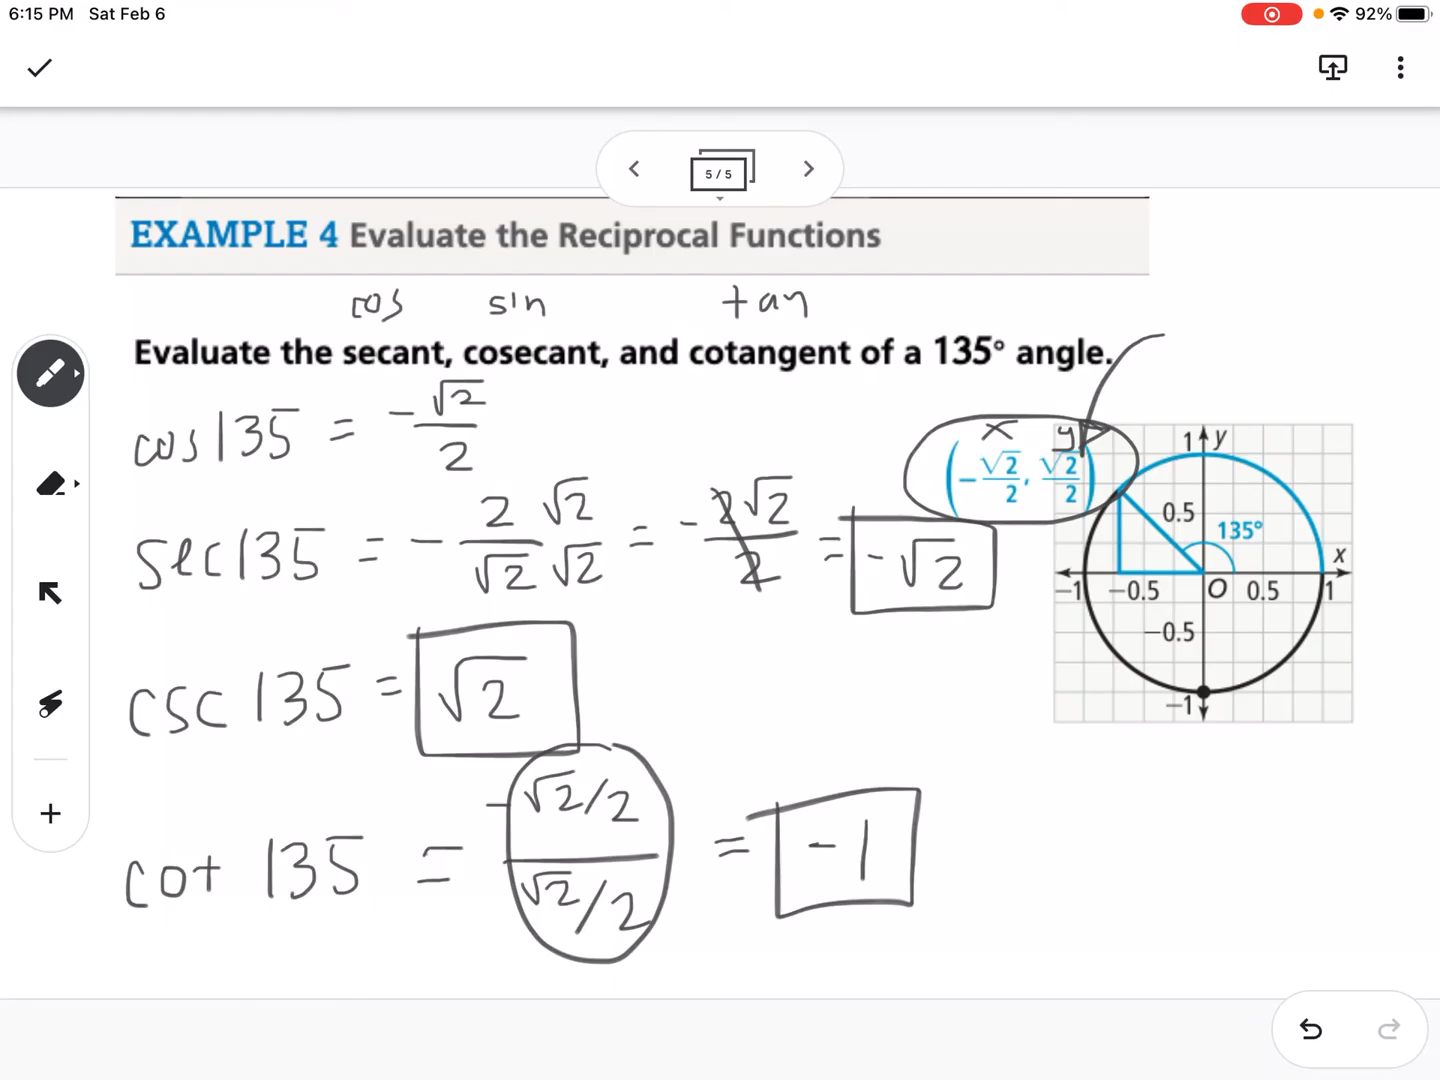 6:15 PM Sat Feb 6 92%
5 / 5
EXAMPLE 4 Evaluate the Reciprocal Functions
cos sin tan
Evaluate the secant, cosecant, and cotangent of a 135° angle.
cos 135 = -√2/2
x y
(-√2/2, √2/2)
sec 135 = - 2 √2 / √2 √2 = - 2√2 / 2 = -√2
csc 135 = √2
cot 135 = -√2/2 / √2/2 = -1
1 y
0.5
135°
x
-1 -0.5 O 0.5 1
-0.5
-1